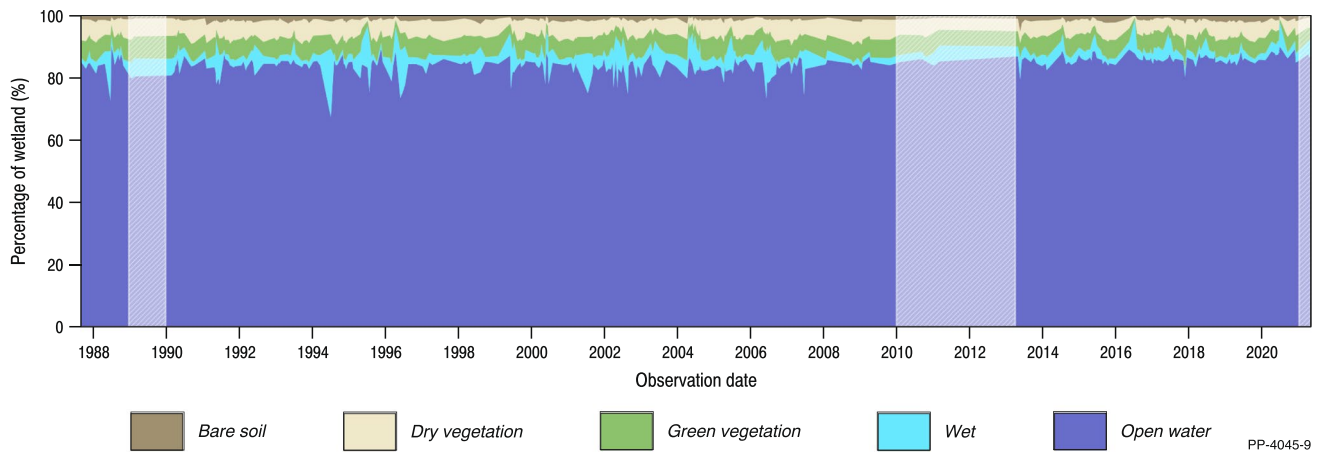 Percentage of wetland (%)
100
80
60
40
20
0
1988 1990 1992 1994 1996 1998 2000 2002 2004 2006 2008 2010 2012 2014 2016 2018 2020
Observation date
Bare soil Dry vegetation Green vegetation Wet Open water
PP-4045-9